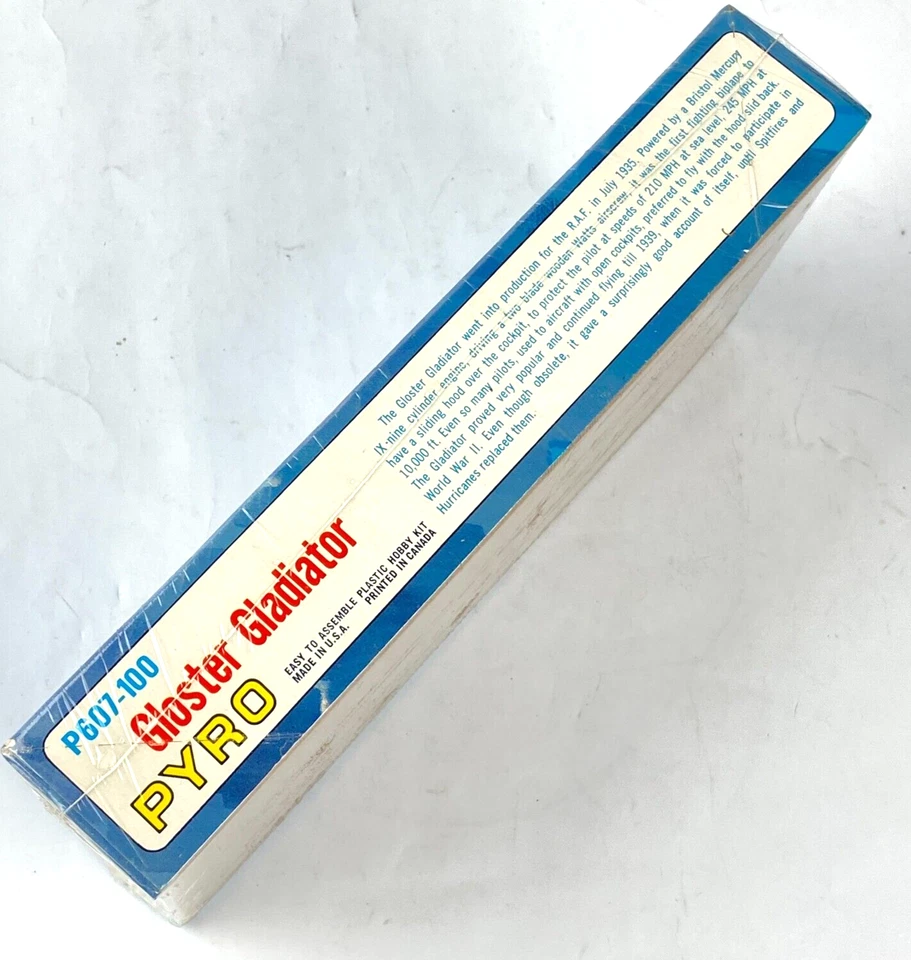 P607-100
Gloster Gladiator
PYRO
EASY TO ASSEMBLE PLASTIC HOBBY KIT
MADE IN U.S.A. PRINTED IN CANADA
The Gloster Gladiator went into production for the R.A.F. in July 1935. Powered by a Bristol Mercury
IX-nine cylinder engine, driving a two blade wooden Watts airscrew, it was the first fighting biplane to
have a sliding hood over the cockpit, to protect the pilot at speeds of 210 MPH at sea level, 245 MPH at
10,000 ft. Even so many pilots, used to aircraft with open cockpits, preferred to fly with the hood slid back.
The Gladiator proved very popular and continued flying till 1939, when it was forced to participate in
World War II. Even though obsolete, it gave a surprisingly good account of itself, until Spitfires and
Hurricanes replaced them.